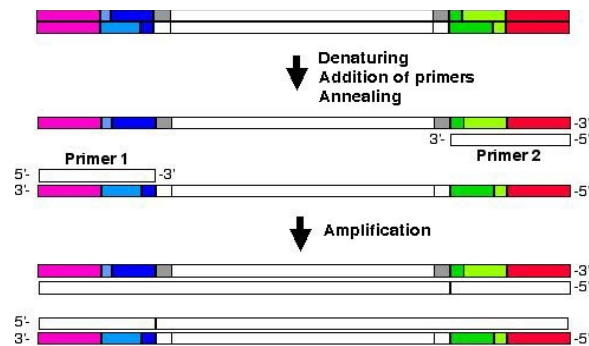 Denaturing
Addition of primers
Annealing
-3'
3'-
-5'
Primer 1
Primer 2
5'-
-3'
3'-
-5'
Amplification
-3'
-5'
5'-
3'-
-5'